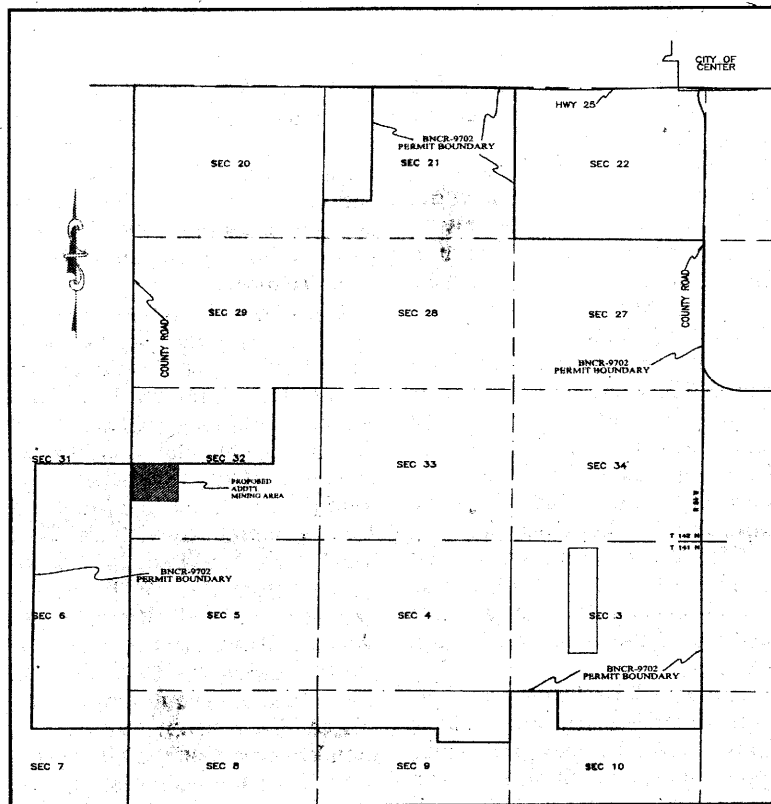 CITY OF
CENTER
HWY 25
BNCR-9702
PERMIT BOUNDARY
SEC 20
SEC 21
SEC 22
SEC 29
COUNTY ROAD
SEC 28
SEC 27
COUNTY ROAD
BNCR-9702
PERMIT BOUNDARY
SEC 31
SEC 32
SEC 33
SEC 34
PROPOSED
ADDT'L
MINING AREA
T 142 N
T 141 N
BNCR-9702
PERMIT BOUNDARY
SEC 6
SEC 5
SEC 4
SEC 3
BNCR-9702
PERMIT BOUNDARY
SEC 7
SEC 8
SEC 9
SEC 10